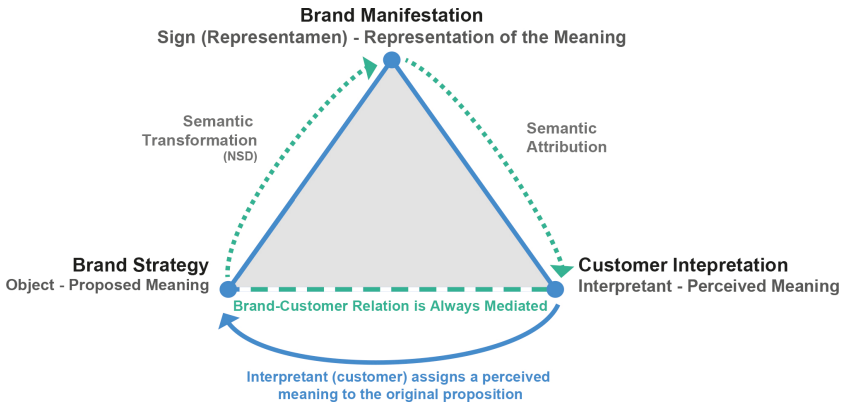 Brand Manifestation
Sign (Representamen) - Representation of the Meaning
Semantic
Transformation
(NSD)
Semantic
Attribution
Brand Strategy
Object - Proposed Meaning
Customer Intepretation
Interpretant - Perceived Meaning
Brand-Customer Relation is Always Mediated
Interpretant (customer) assigns a perceived
meaning to the original proposition